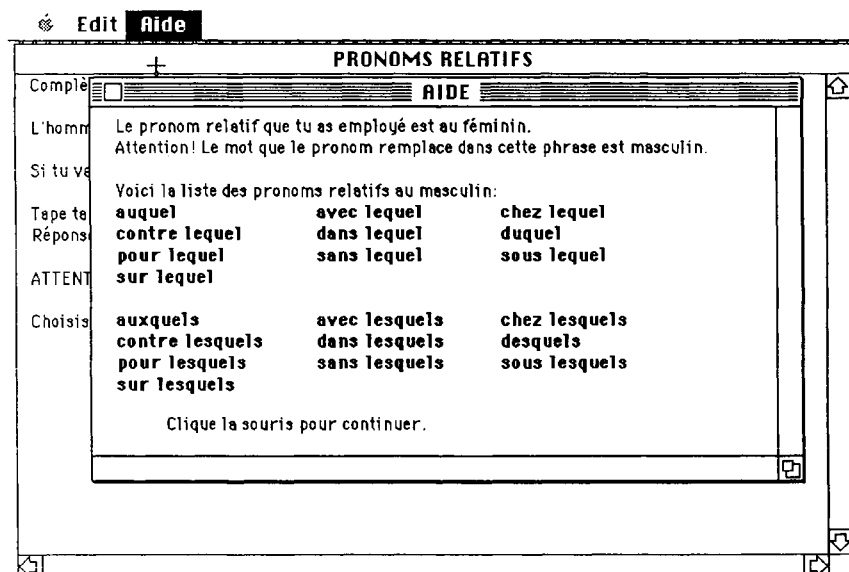 Edit Aide
PRONOMS RELATIFS
Complè
AIDE
L'homm
Le pronom relatif que tu as employé est au féminin.
Attention! Le mot que le pronom remplace dans cette phrase est masculin.
Si tu ve
Voici la liste des pronoms relatifs au masculin:
Tape ta
auquel avec lequel chez lequel
Réponse
contre lequel dans lequel duquel
pour lequel sans lequel sous lequel
ATTENT
sur lequel
Choisis
auxquels avec lesquels chez lesquels
contre lesquels dans lesquels desquels
pour lesquels sans lesquels sous lesquels
sur lesquels
Clique la souris pour continuer.